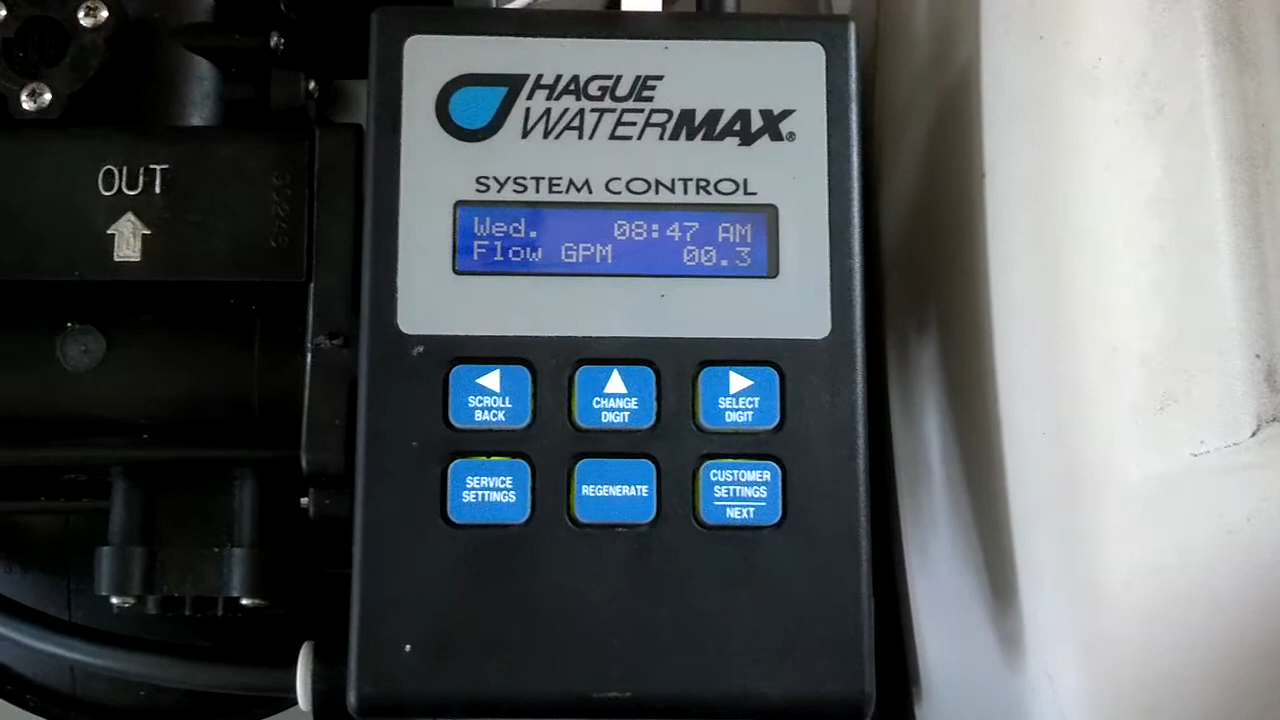 OUT
HAGUE
WATERMAX®
SYSTEM CONTROL
Wed. 08:47 AM
Flow GPM 00.3
SCROLL
BACK
CHANGE
DIGIT
SELECT
DIGIT
SERVICE
SETTINGS
REGENERATE
CUSTOMER
SETTINGS
NEXT